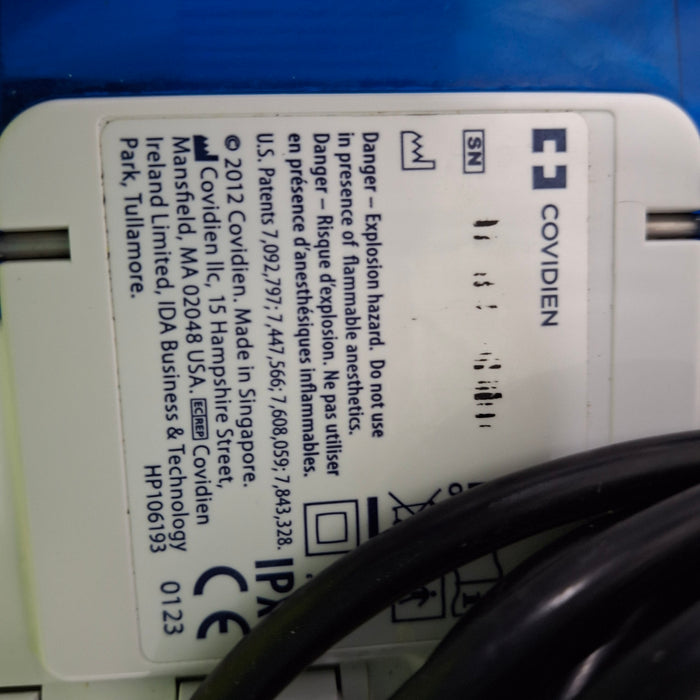 COVIDIEN
SN
Danger – Explosion hazard. Do not use
in presence of flammable anesthetics.
Danger – Risque d'explosion. Ne pas utiliser
en présence d'anesthésiques inflammables.
U.S. Patents 7,092,797; 7,447,566; 7,608,059; 7,843,328.
© 2012 Covidien. Made in Singapore.
Covidien llc, 15 Hampshire Street,
Mansfield, MA 02048 USA. EC REP Covidien
Ireland Limited, IDA Business & Technology
Park, Tullamore.
HP106193
CE
0123